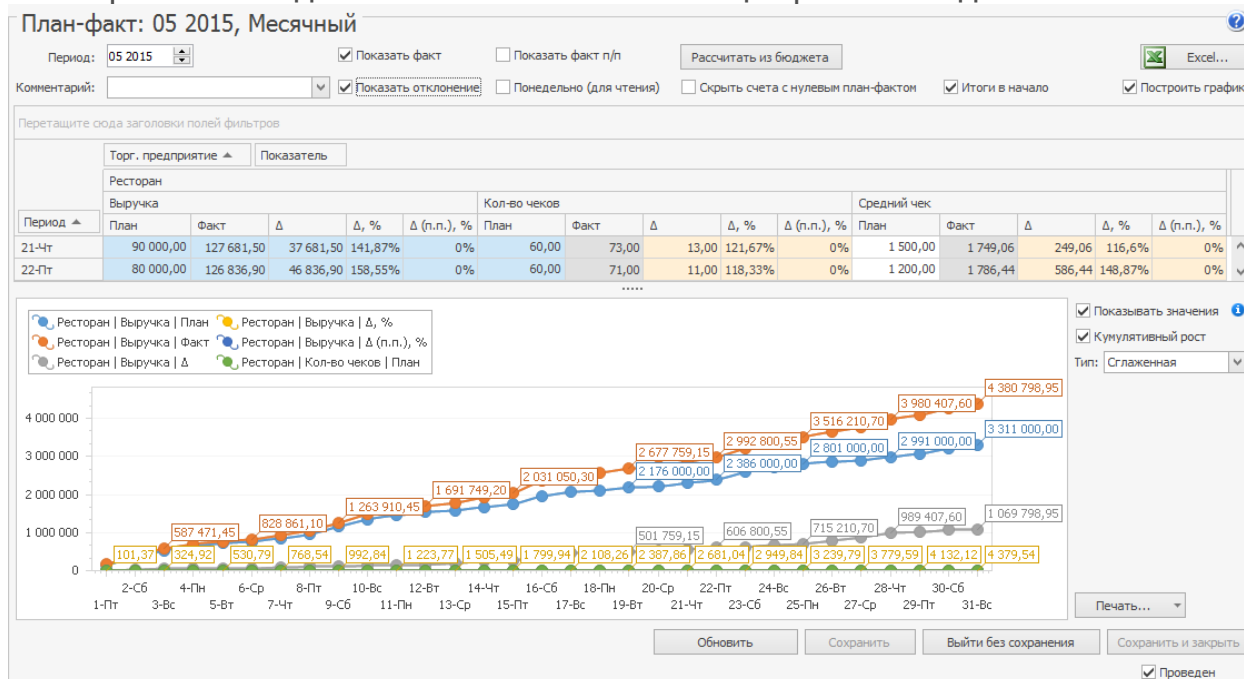 План-факт: 05 2015, Месячный
Период: 05 2015 Показать факт Показать факт п/п Рассчитать из бюджета Excel...
Комментарий: Показать отклонение Понедельно (для чтения) Скрыть счета с нулевым план-фактом Итоги в начало Построить график
Перетащите сюда заголовки полей фильтров
Торг. предприятие Показатель
Ресторан
Выручка Кол-во чеков Средний чек
Период План Факт Δ Δ, % Δ (п.п.), % План Факт Δ Δ, % Δ (п.п.), % План Факт Δ Δ, % Δ (п.п.), %
21-Чт 90 000,00 127 681,50 37 681,50 141,87% 0% 60,00 73,00 13,00 121,67% 0% 1 500,00 1 749,06 249,06 116,6% 0%
22-Пт 80 000,00 126 836,90 46 836,90 158,55% 0% 60,00 71,00 11,00 118,33% 0% 1 200,00 1 786,44 586,44 148,87% 0%
Ресторан | Выручка | План Ресторан | Выручка | Δ, %
Ресторан | Выручка | Факт Ресторан | Выручка | Δ (п.п.), %
Ресторан | Выручка | Δ Ресторан | Кол-во чеков | План
Показывать значения
Кумулятивный рост
Тип: Сглаженная
4 380 798,95
3 980 407,60
3 516 210,70
3 311 000,00
2 992 800,55 2 801 000,00 2 991 000,00
2 677 759,15
2 176 000,00 2 386 000,00
2 031 050,30
1 691 749,20
1 263 910,45
828 861,10
587 471,45
501 759,15 606 800,55 715 210,70 989 407,60 1 069 798,95
101,37 324,92 530,79 768,54 992,84 1 223,77 1 505,49 1 799,94 2 108,26 2 387,86 2 681,04 2 949,84 3 239,79 3 779,59 4 132,12 4 379,54
4 000 000
3 000 000
2 000 000
1 000 000
0
2-Сб 4-Пн 6-Ср 8-Пт 10-Вс 12-Вт 14-Чт 16-Сб 18-Пн 20-Ср 22-Пт 24-Вс 26-Вт 28-Чт 30-Сб
1-Пт 3-Вс 5-Вт 7-Чт 9-Сб 11-Пн 13-Ср 15-Пт 17-Вс 19-Вт 21-Чт 23-Сб 25-Пн 27-Ср 29-Пт 31-Вс
Печать...
Обновить Сохранить Выйти без сохранения Сохранить и закрыть
Проведен